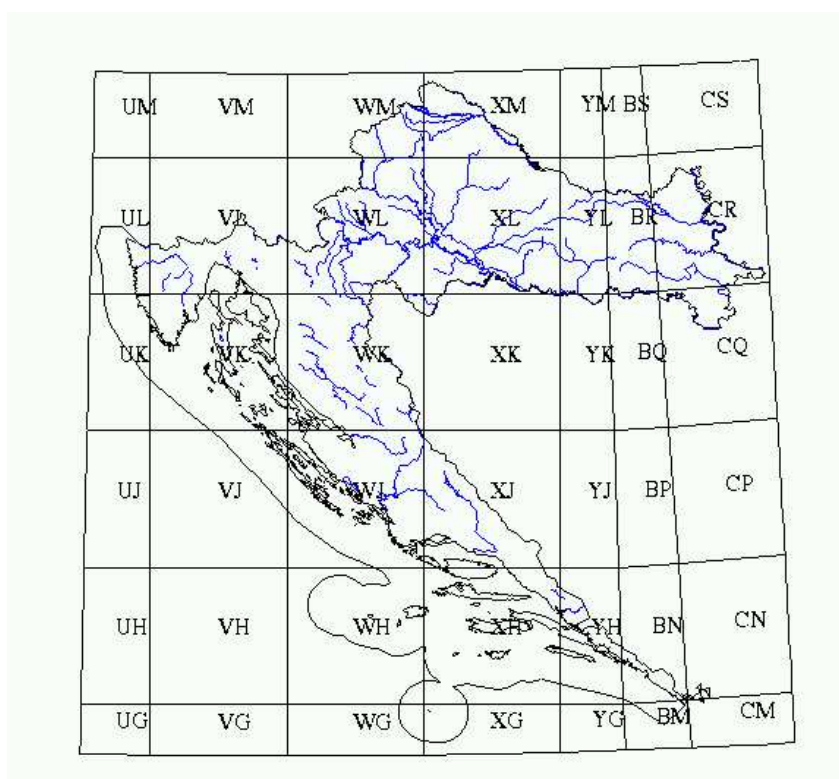 UM VM WM XM YM BS CS
UL VL WL XL YL BR CR
UK VK WK XK YK BQ CQ
UJ VJ WJ XJ YJ BP CP
UH VH WH XH YH BN CN
UG VG WG XG YG BM CM